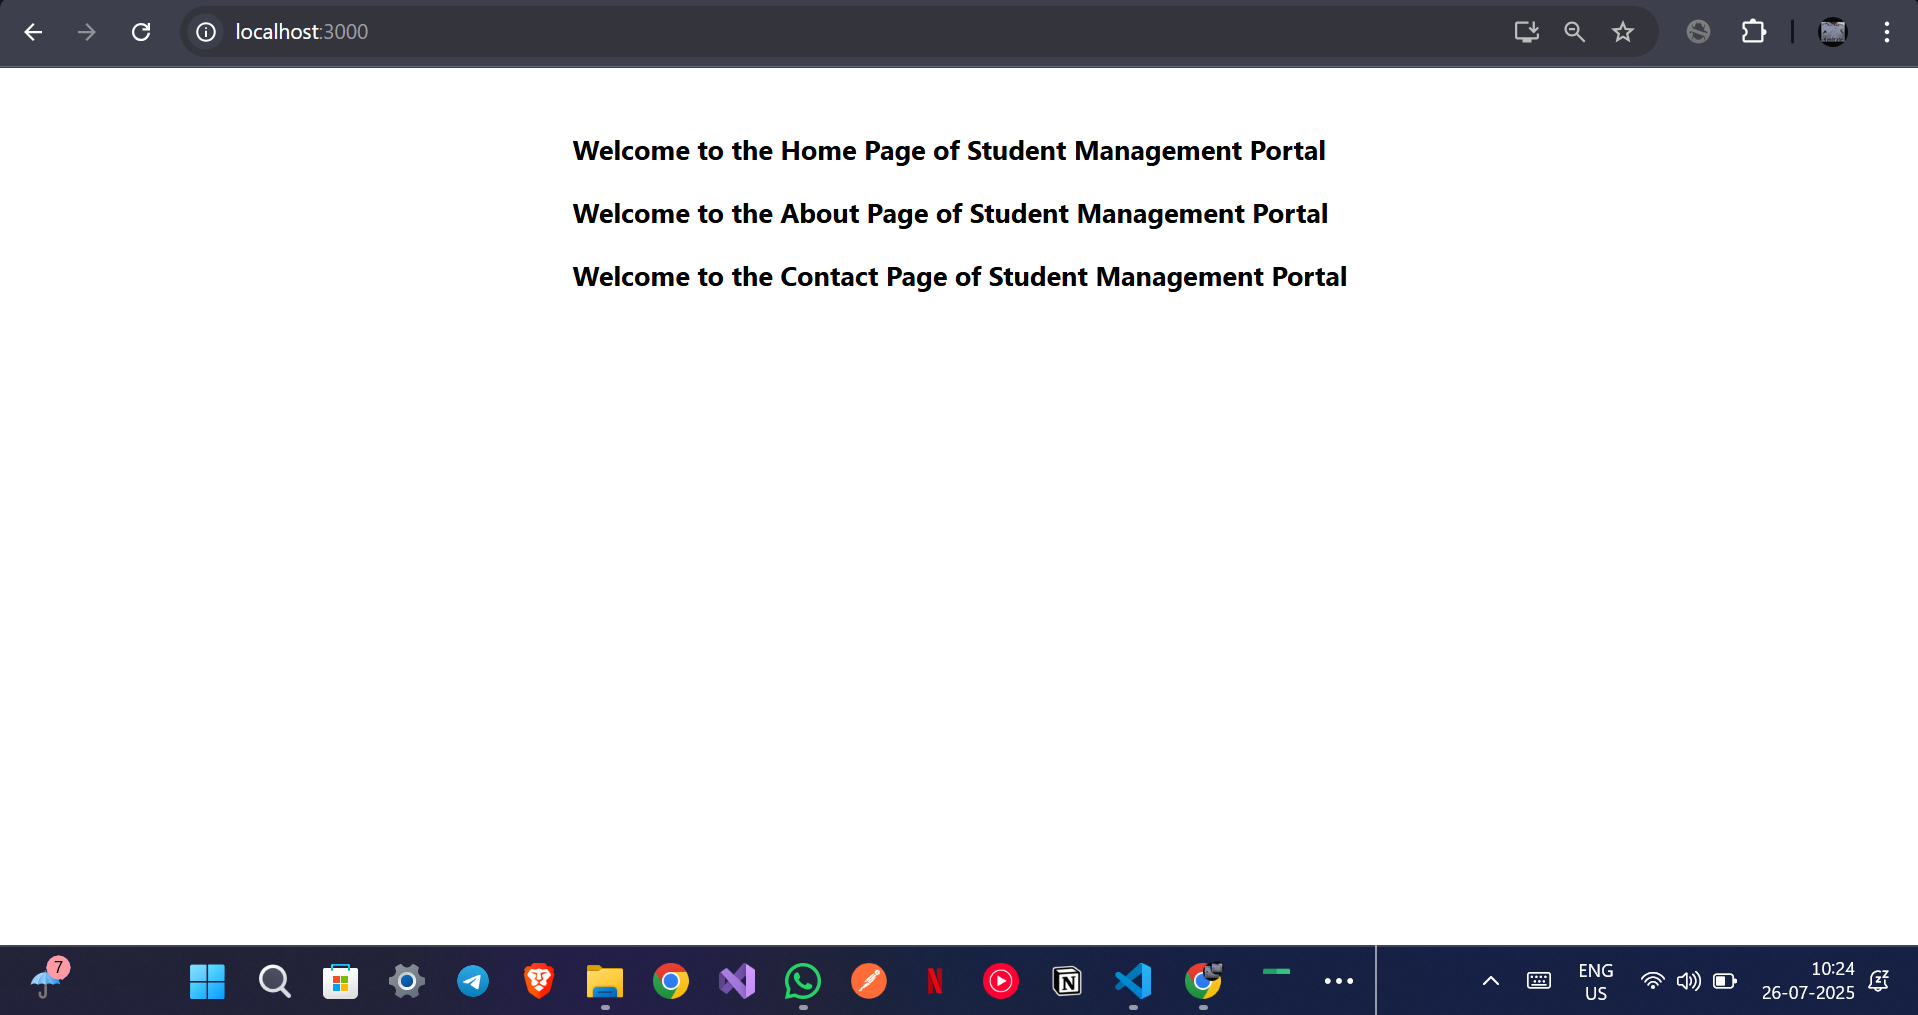 localhost:3000
Welcome to the Home Page of Student Management Portal
Welcome to the About Page of Student Management Portal
Welcome to the Contact Page of Student Management Portal
7
N
N
ENG
US
10:24
26-07-2025